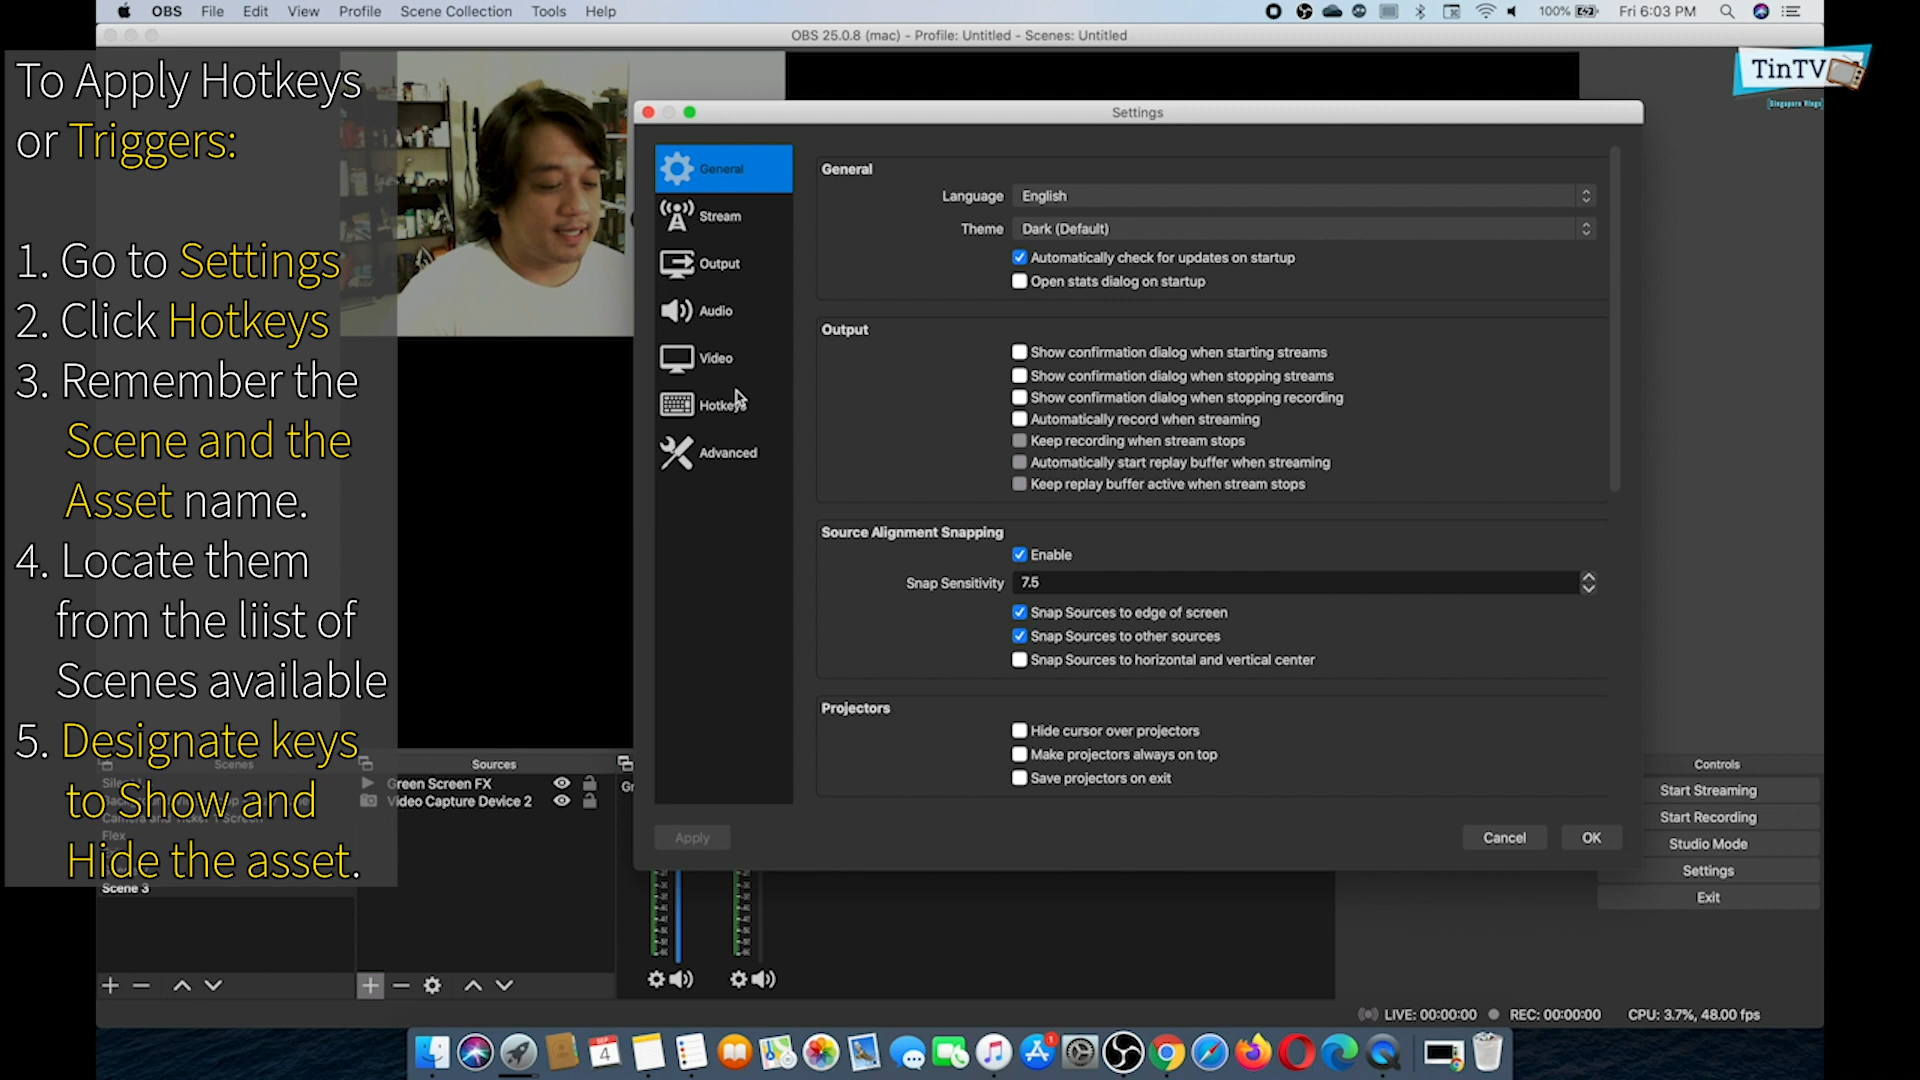 OBS File Edit View Profile Scene Collection Tools Help
100% Fri 6:03 PM
OBS 25.0.8 (mac) - Profile: Untitled - Scenes: Untitled
TinTV
To Apply Hotkeys
or Triggers:
1. Go to Settings
2. Click Hotkeys
3. Remember the
Scene and the
Asset name.
4. Locate them
from the liist of
Scenes available
5. Designate keys
to Show and
Hide the asset.
Settings
General
Stream
Output
Audio
Video
Hotkeys
Advanced
General
Language English
Theme Dark (Default)
Automatically check for updates on startup
Open stats dialog on startup
Output
Show confirmation dialog when starting streams
Show confirmation dialog when stopping streams
Show confirmation dialog when stopping recording
Automatically record when streaming
Keep recording when stream stops
Automatically start replay buffer when streaming
Keep replay buffer active when stream stops
Source Alignment Snapping
Enable
Snap Sensitivity 7.5
Snap Sources to edge of screen
Snap Sources to other sources
Snap Sources to horizontal and vertical center
Projectors
Hide cursor over projectors
Make projectors always on top
Save projectors on exit
Apply Cancel OK
Scenes
Flex
Scene 3
Sources
Green Screen FX
Video Capture Device 2
Controls
Start Streaming
Start Recording
Studio Mode
Settings
Exit
LIVE: 00:00:00 REC: 00:00:00 CPU: 3.7%, 48.00 fps
4
1